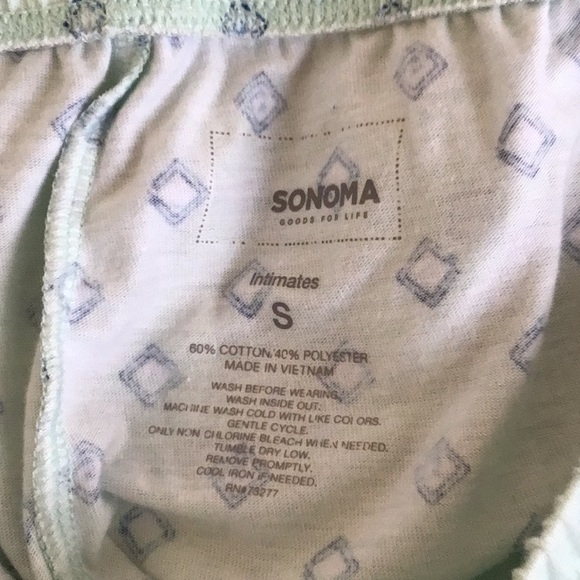 SONOMA
GOODS FOR LIFE
Intimates
S
60% COTTON/40% POLYESTER
MADE IN VIETNAM
WASH BEFORE WEARING.
WASH INSIDE OUT.
MACHINE WASH COLD WITH LIKE COLORS.
GENTLE CYCLE.
ONLY NON CHLORINE BLEACH WHEN NEEDED.
TUMBLE DRY LOW.
REMOVE PROMPTLY.
COOL IRON IF NEEDED.
RN#73277